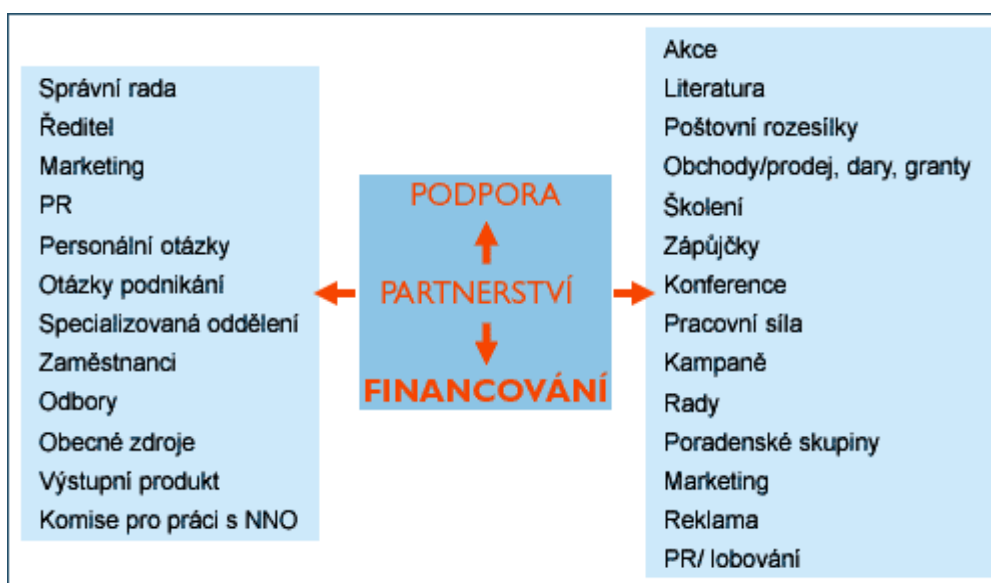 Správní rada
Ředitel
Marketing
PR
Personální otázky
Otázky podnikání
Specializovaná oddělení
Zaměstnanci
Odbory
Obecné zdroje
Výstupní produkt
Komise pro práci s NNO
PODPORA
PARTNERSTVÍ
FINANCOVÁNÍ
Akce
Literatura
Poštovní rozesílky
Obchody/prodej, dary, granty
Školení
Zápůjčky
Konference
Pracovní síla
Kampaně
Rady
Poradenské skupiny
Marketing
Reklama
PR/ lobování